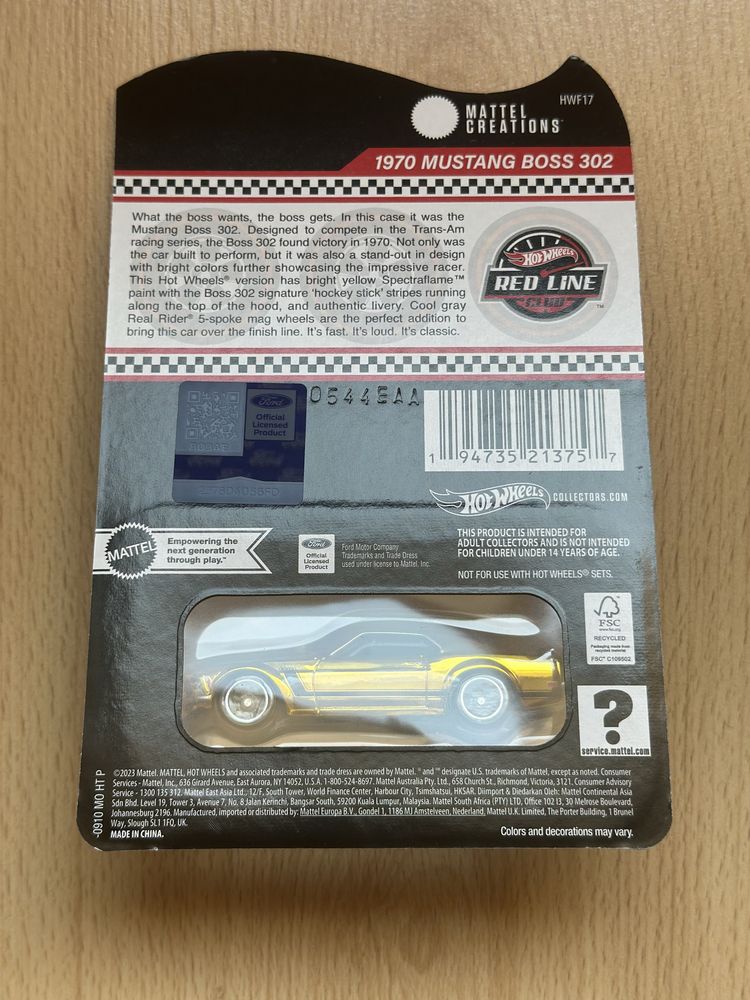 HWF17
MATTEL
CREATIONS
1970 MUSTANG BOSS 302
What the boss wants, the boss gets. In this case it was the
Mustang Boss 302. Designed to compete in the Trans-Am
racing series, the Boss 302 found victory in 1970. Not only was
the car built to perform, but it was also a stand-out in design
with bright colors further showcasing the impressive racer.
This Hot Wheels® version has bright yellow Spectraflame™
paint with the Boss 302 signature 'hockey stick' stripes running
along the top of the hood, and authentic livery. Cool gray
Real Rider® 5-spoke mag wheels are the perfect addition to
bring this car over the finish line. It's fast. It's loud. It's classic.
HOT WHEELS
RED LINE
CLUB
™
Ford
Official
Licensed
Product
0544EAA
1 94735 21375 7
HOT WHEELS COLLECTORS.COM
MATTEL
Empowering the
next generation
through play.™
Ford
Official
Licensed
Product
Ford Motor Company
Trademarks and Trade Dress
used under license to Mattel, Inc.
THIS PRODUCT IS INTENDED FOR
ADULT COLLECTORS AND IS NOT INTENDED
FOR CHILDREN UNDER 14 YEARS OF AGE.
NOT FOR USE WITH HOT WHEELS® SETS.
FSC
www.fsc.org
RECYCLED
Packaging made from
recycled material
FSC® C109502
?
service.mattel.com
©2023 Mattel. MATTEL, HOT WHEELS and associated trademarks and trade dress are owned by Mattel. ® and ™ designate U.S. trademarks of Mattel, except as noted. Consumer
Services - Mattel, Inc., 636 Girard Avenue, East Aurora, NY 14052, U.S.A. 1-800-524-8697. Mattel Australia Pty. Ltd., 658 Church St., Richmond, Victoria, 3121. Consumer Advisory
Service - 1300 135 312. Mattel East Asia Ltd., 12/F, South Tower, World Finance Center, Harbour City, Tsimshatsui, HKSAR. Diimport & Diedarkan Oleh: Mattel Continental Asia
Sdn Bhd. Level 19, Tower 3, Avenue 7, No. 8 Jalan Kerinchi, Bangsar South, 59200 Kuala Lumpur, Malaysia. Mattel South Africa (PTY) LTD, Office 102 I3, 30 Melrose Boulevard,
Johannesburg 2196. Manufactured, imported or distributed by: Mattel Europa B.V., Gondel 1, 1186 MJ Amstelveen, Nederland, Mattel U.K. Limited, The Porter Building, 1 Brunel
Way, Slough SL1 1FQ, UK.
MADE IN CHINA.
Colors and decorations may vary.
-0910 MO HT P